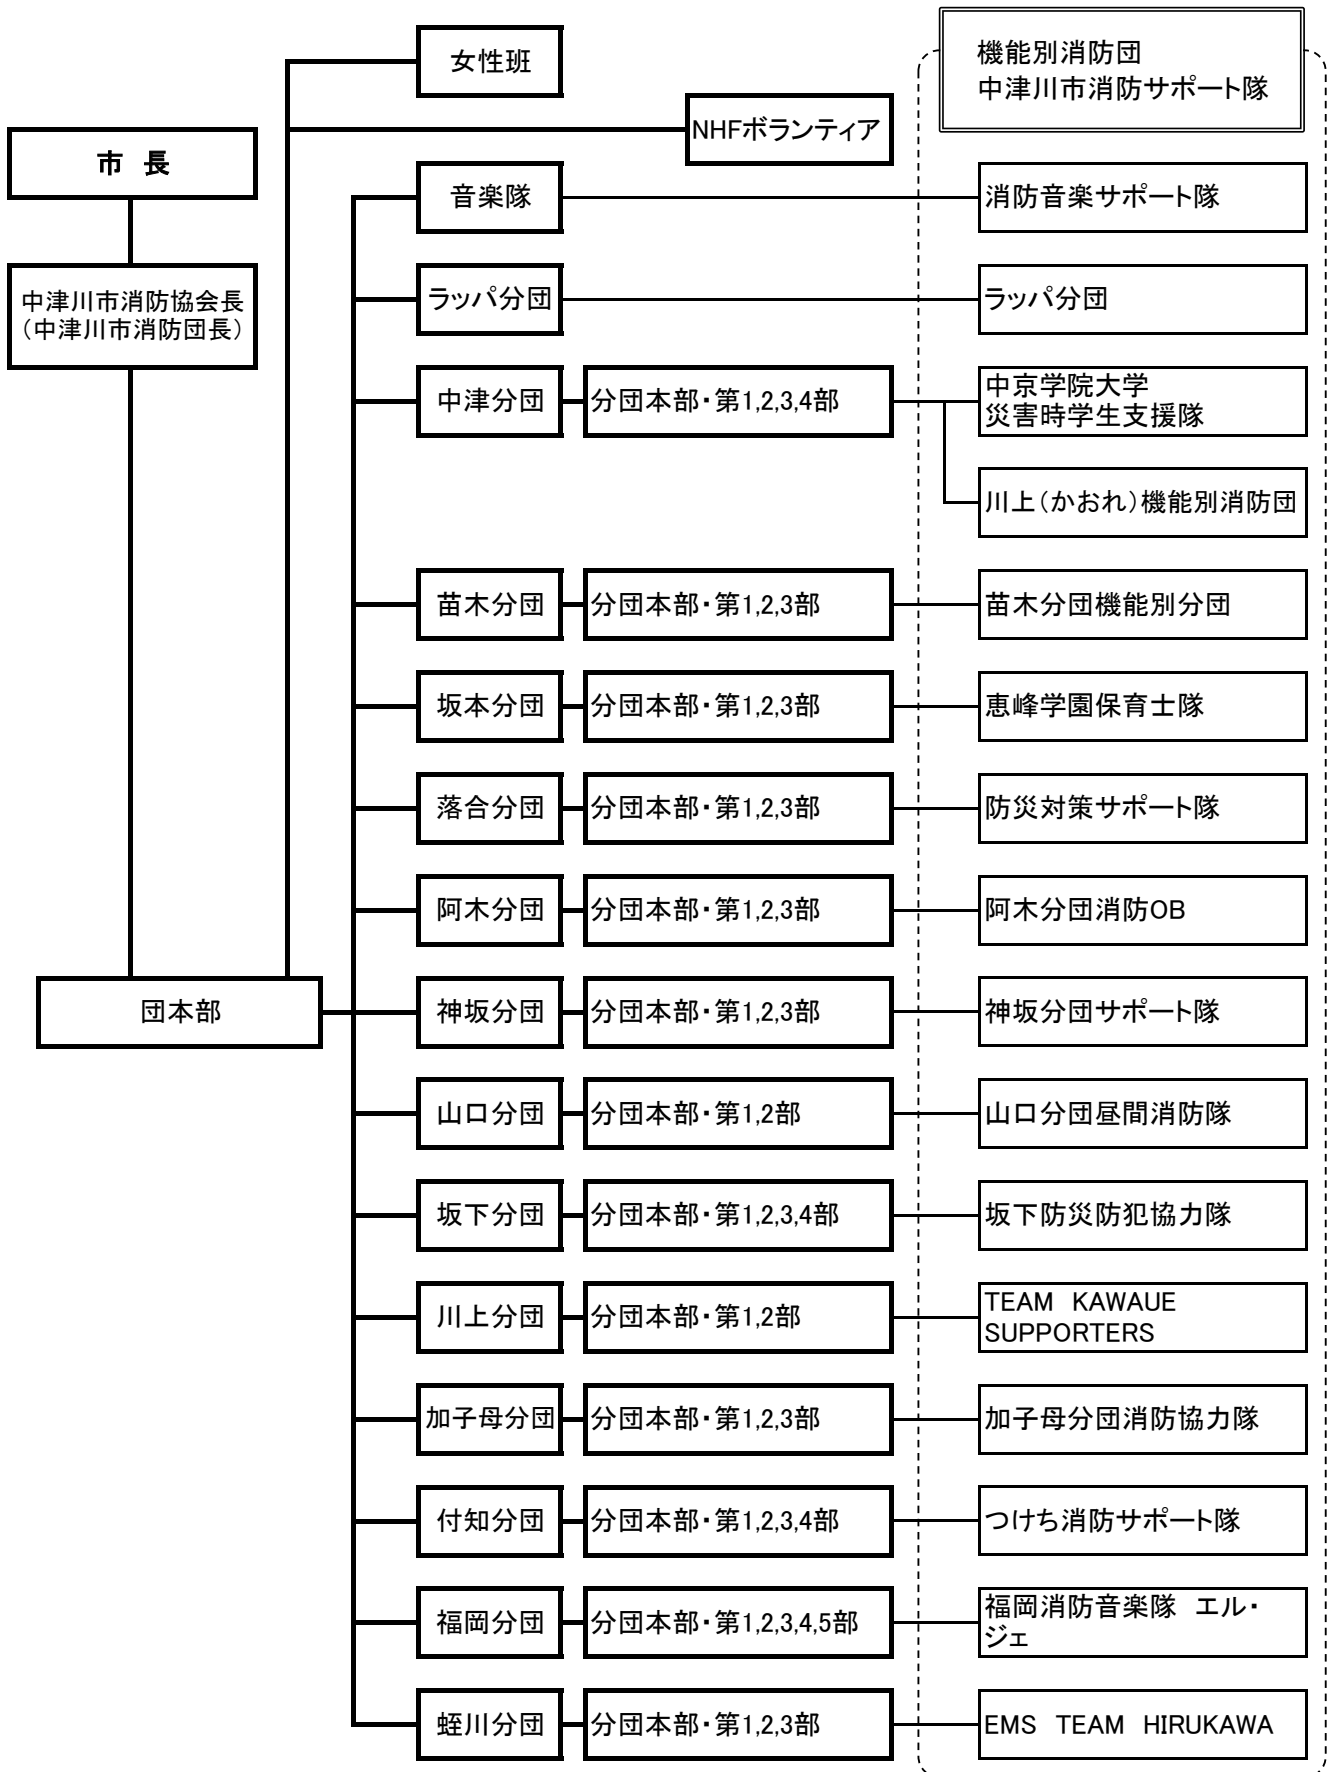 女性班
機能別消防団
中津川市消防サポート隊
NHFボランティア
市 長
音楽隊
消防音楽サポート隊
中津川市消防協会長
（中津川市消防団長）
ラッパ分団
ラッパ分団
中津分団
分団本部・第1,2,3,4部
中京学院大学
災害時学生支援隊
川上（かおれ）機能別消防団
苗木分団
分団本部・第1,2,3部
苗木分団機能別分団
坂本分団
分団本部・第1,2,3部
恵峰学園保育士隊
落合分団
分団本部・第1,2,3部
防災対策サポート隊
阿木分団
分団本部・第1,2,3部
阿木分団消防OB
団本部
神坂分団
分団本部・第1,2,3部
神坂分団サポート隊
山口分団
分団本部・第1,2部
山口分団昼間消防隊
坂下分団
分団本部・第1,2,3,4部
坂下防災防犯協力隊
川上分団
分団本部・第1,2部
TEAM KAWAUE
SUPPORTERS
加子母分団
分団本部・第1,2,3部
加子母分団消防協力隊
付知分団
分団本部・第1,2,3,4部
つけち消防サポート隊
福岡分団
分団本部・第1,2,3,4,5部
福岡消防音楽隊 エル・
ジェ
蛭川分団
分団本部・第1,2,3部
EMS TEAM HIRUKAWA